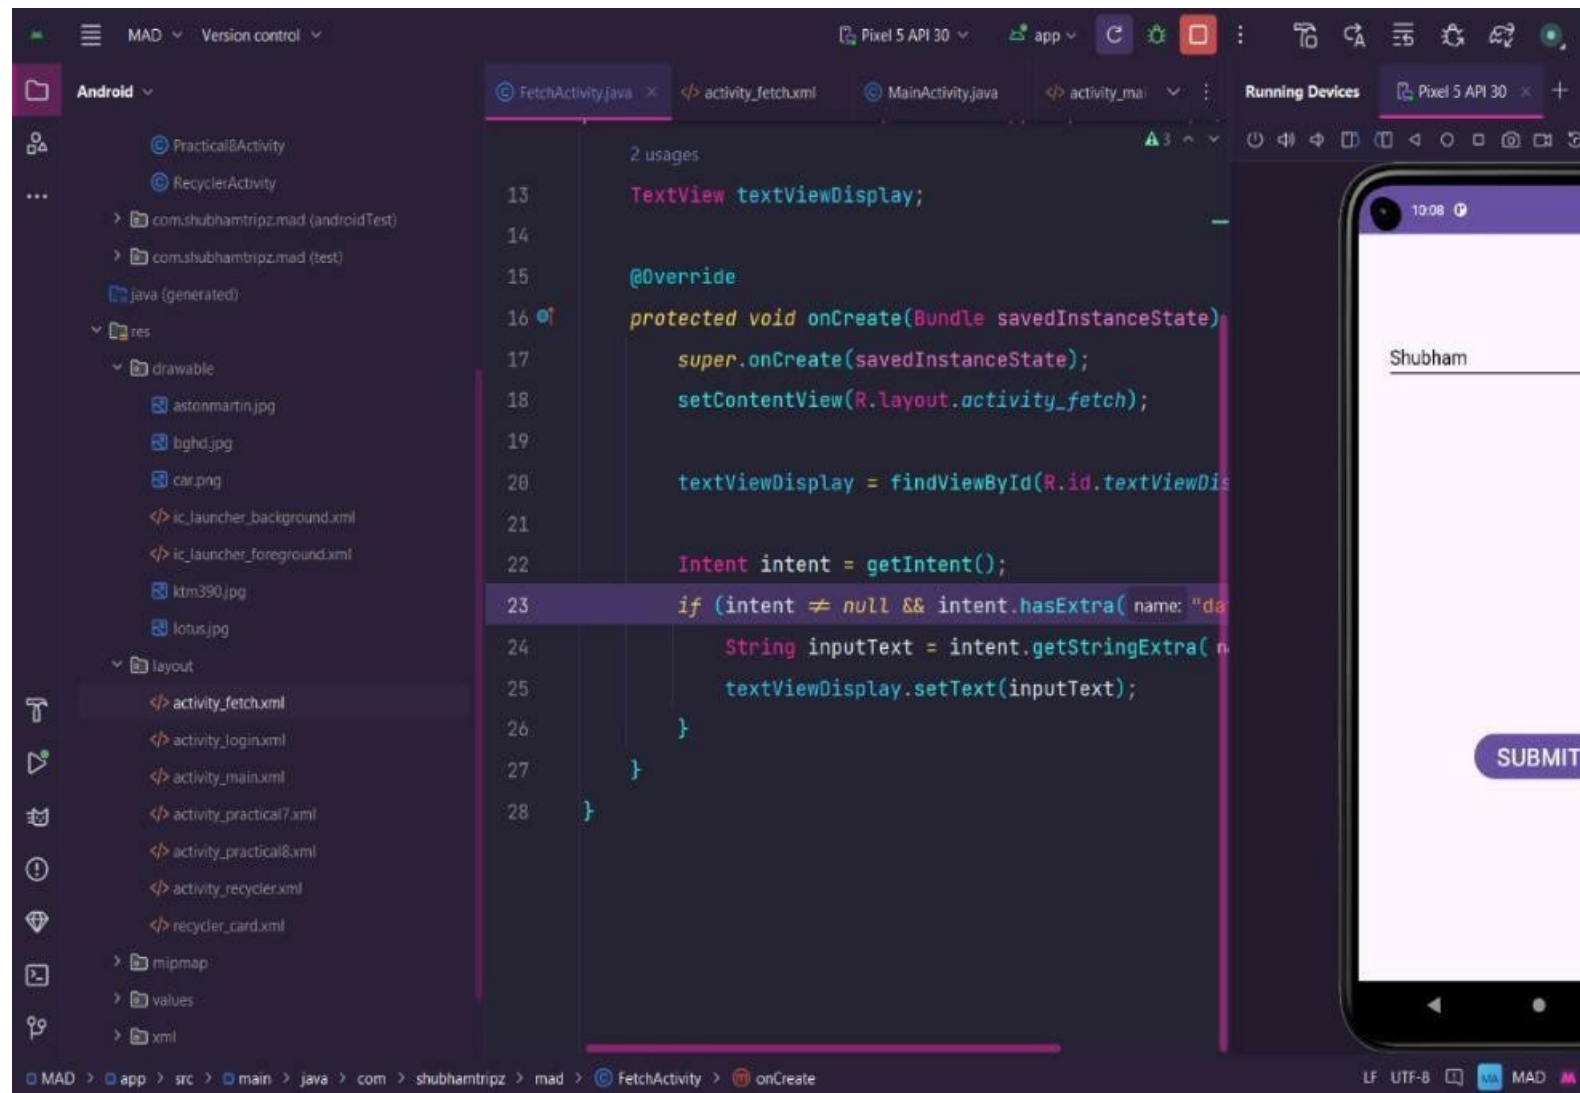 MAD
Version control
Pixel 5 API 30
app
Android
FetchActivity.java
activity_fetch.xml
MainActivity.java
activity_mai
Running Devices
Pixel 5 API 30
3
Practical8Activity
RecyclerActivity
com.shubhamtripz.mad (androidTest)
com.shubhamtripz.mad (test)
java (generated)
res
drawable
astonmartin.jpg
bghd.jpg
car.png
ic_launcher_background.xml
ic_launcher_foreground.xml
ktm390.jpg
lotus.jpg
layout
activity_fetch.xml
activity_login.xml
activity_main.xml
activity_practical7.xml
activity_practical8.xml
activity_recycler.xml
recycler_card.xml
mipmap
values
xml
2 usages
13 TextView textViewDisplay;
14
15 @Override
16 protected void onCreate(Bundle savedInstanceState)
17 super.onCreate(savedInstanceState);
18 setContentView(R.layout.activity_fetch);
19
20 textViewDisplay = findViewById(R.id.textViewDis
21
22 Intent intent = getIntent();
23 if (intent ≠ null && intent.hasExtra( name: "da
24 String inputText = intent.getStringExtra( n
25 textViewDisplay.setText(inputText);
26 }
27 }
28 }
10:08
Shubham
SUBMIT
MAD > app > src > main > java > com > shubhamtripz > mad > FetchActivity > onCreate
LF UTF-8 MA MAD